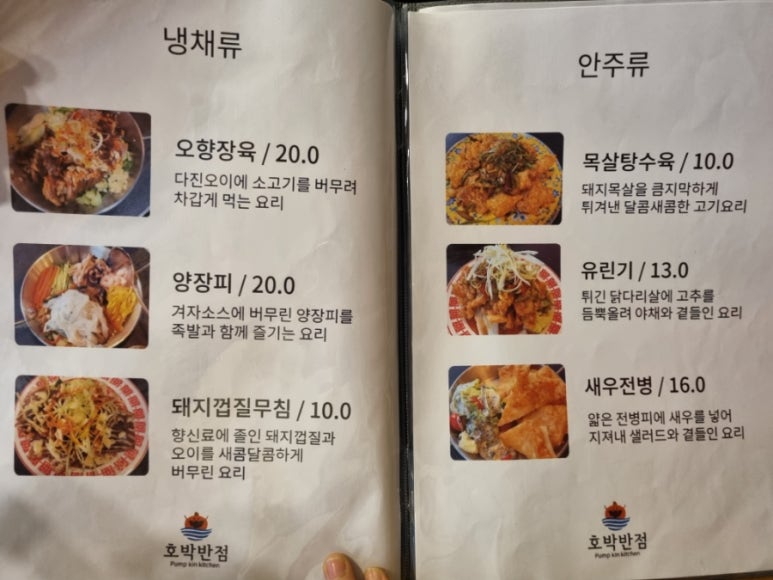 냉채류
오향장육 / 20.0
다진오이에 소고기를 버무려
차갑게 먹는 요리
양장피 / 20.0
겨자소스에 버무린 양장피를
족발과 함께 즐기는 요리
돼지껍질무침 / 10.0
향신료에 졸인 돼지껍질과
오이를 새콤달콤하게
버무린 요리
호박반점
Pump kin kitchen
안주류
목살탕수육 / 10.0
돼지목살을 큼지막하게
튀겨낸 달콤새콤한 고기요리
유린기 / 13.0
튀긴 닭다리살에 고추를
듬뿍올려 야채와 곁들인 요리
새우전병 / 16.0
얇은 전병피에 새우를 넣어
지져내 샐러드와 곁들인 요리
호박반점
Pump kin kitchen